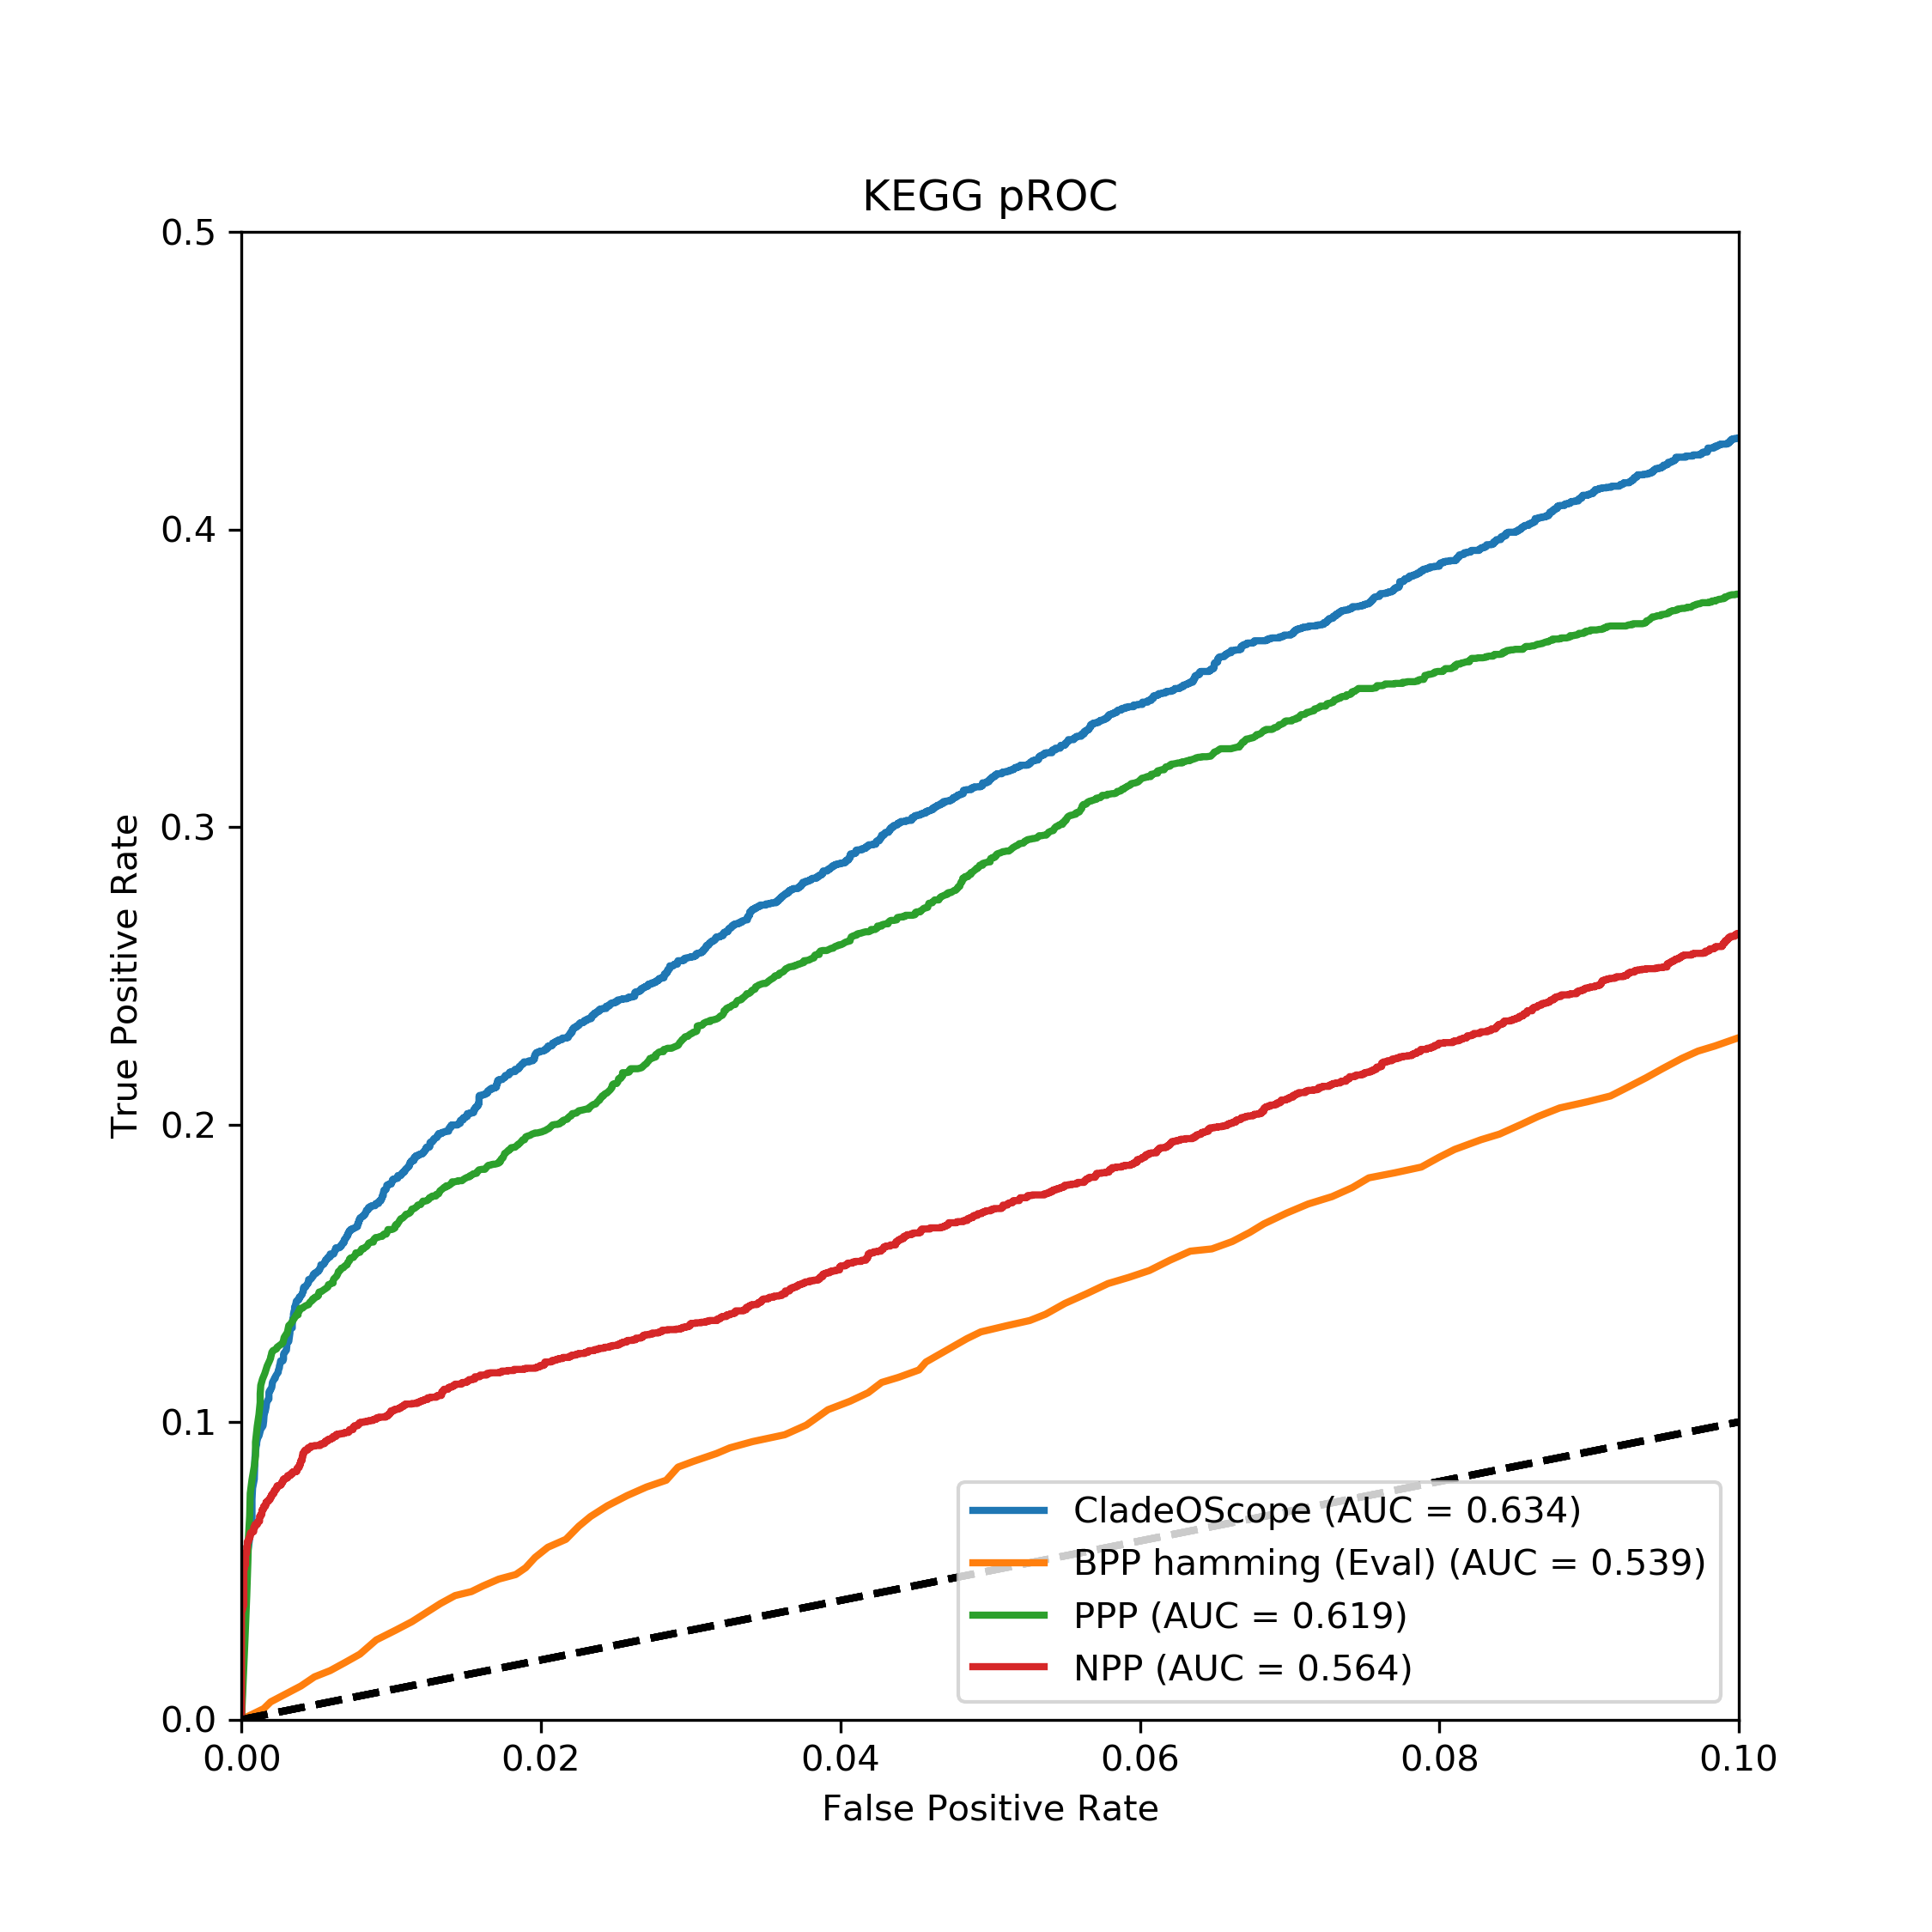 KEGG pROC
0.5
0.4
0.3
0.2
0.1
0.0
True Positive Rate
0.00 0.02 0.04 0.06 0.08 0.10
False Positive Rate
CladeOScope (AUC = 0.634)
BPP hamming (Eval) (AUC = 0.539)
PPP (AUC = 0.619)
NPP (AUC = 0.564)